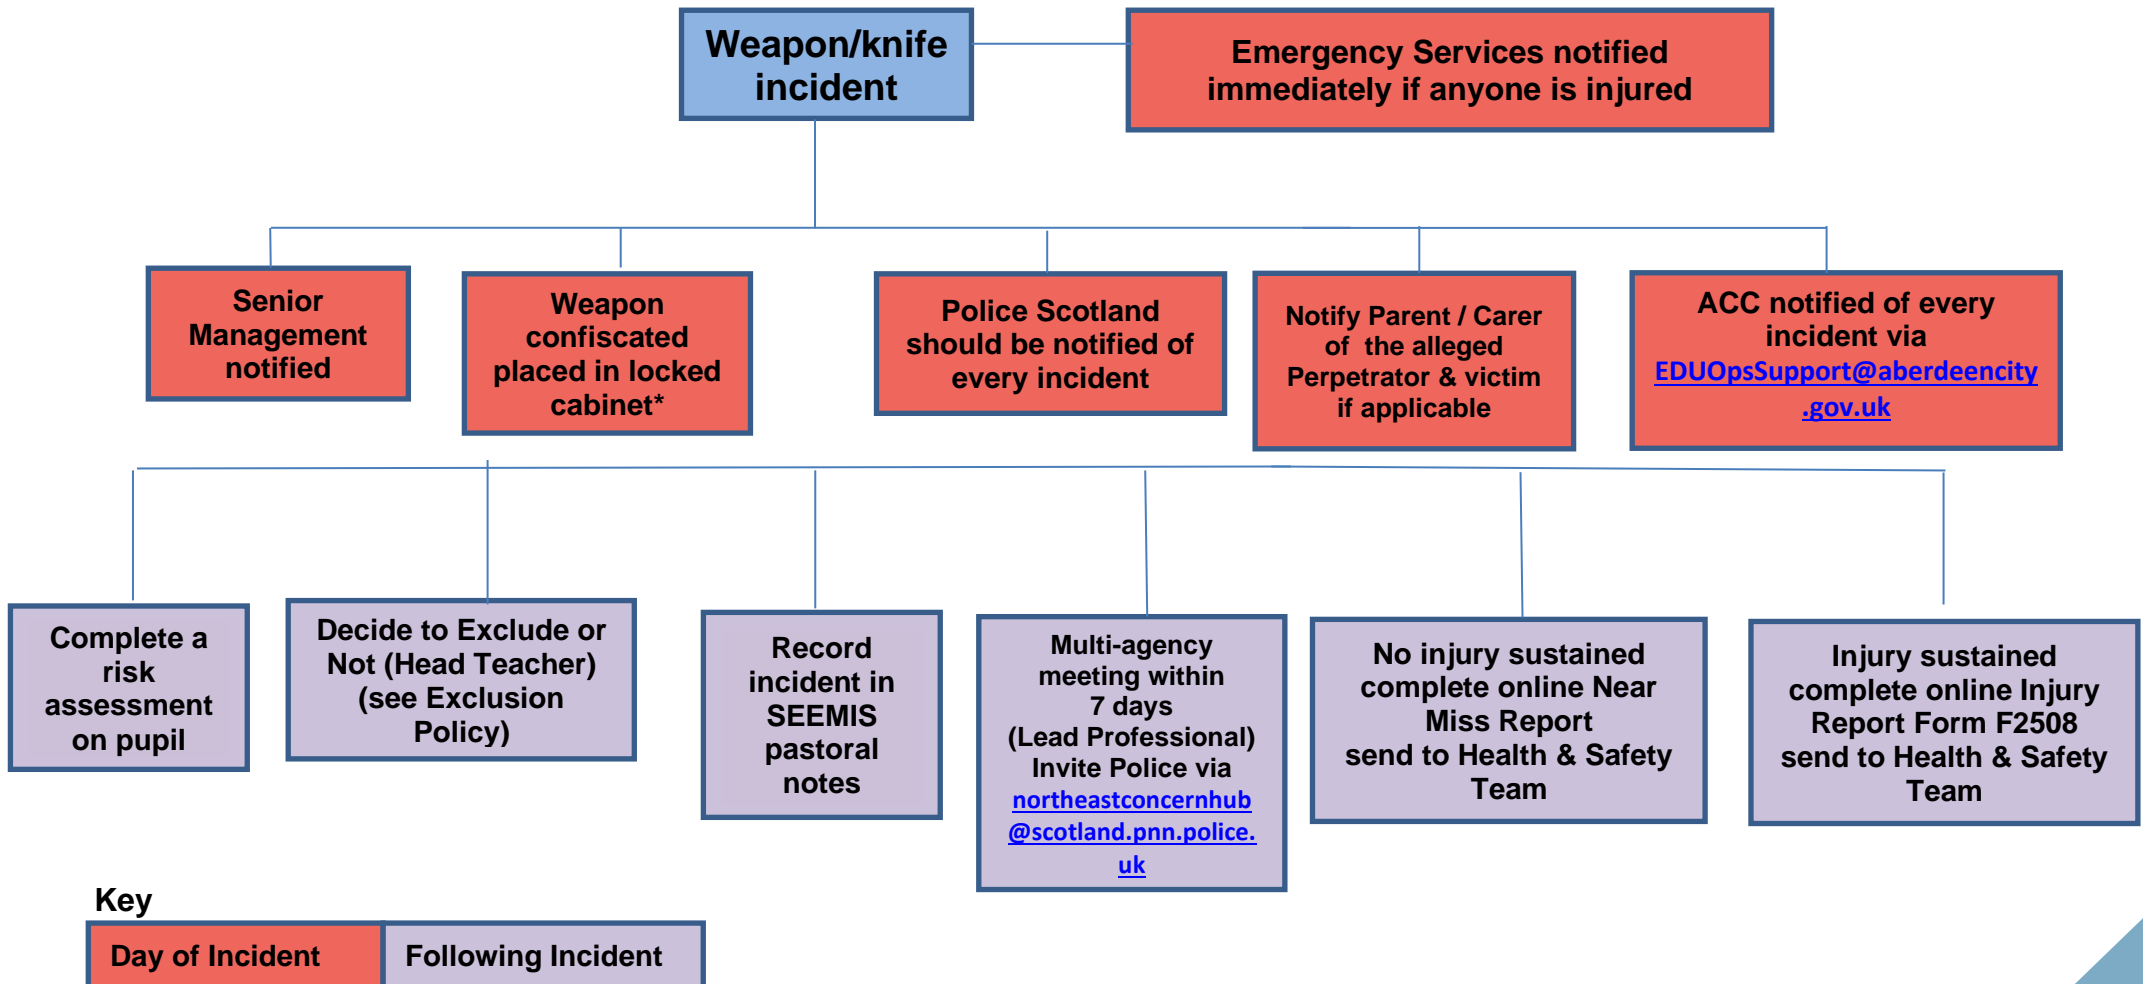 Weapon/knife
incident
Emergency Services notified
immediately if anyone is injured
Senior
Management
notified
Weapon
confiscated
placed in locked
cabinet*
Police Scotland
should be notified of
every incident
Notify Parent / Carer
of the alleged
Perpetrator & victim
if applicable
ACC notified of every
incident via
EDUOpsSupport@aberdeencity
.gov.uk
Complete a
risk
assessment
on pupil
Decide to Exclude or
Not (Head Teacher)
(see Exclusion
Policy)
Record
incident in
SEEMIS
pastoral
notes
Multi-agency
meeting within
7 days
(Lead Professional)
Invite Police via
northeastconcernhub
@scotland.pnn.police.
uk
No injury sustained
complete online Near
Miss Report
send to Health & Safety
Team
Injury sustained
complete online Injury
Report Form F2508
send to Health & Safety
Team
Key
Day of Incident
Following Incident